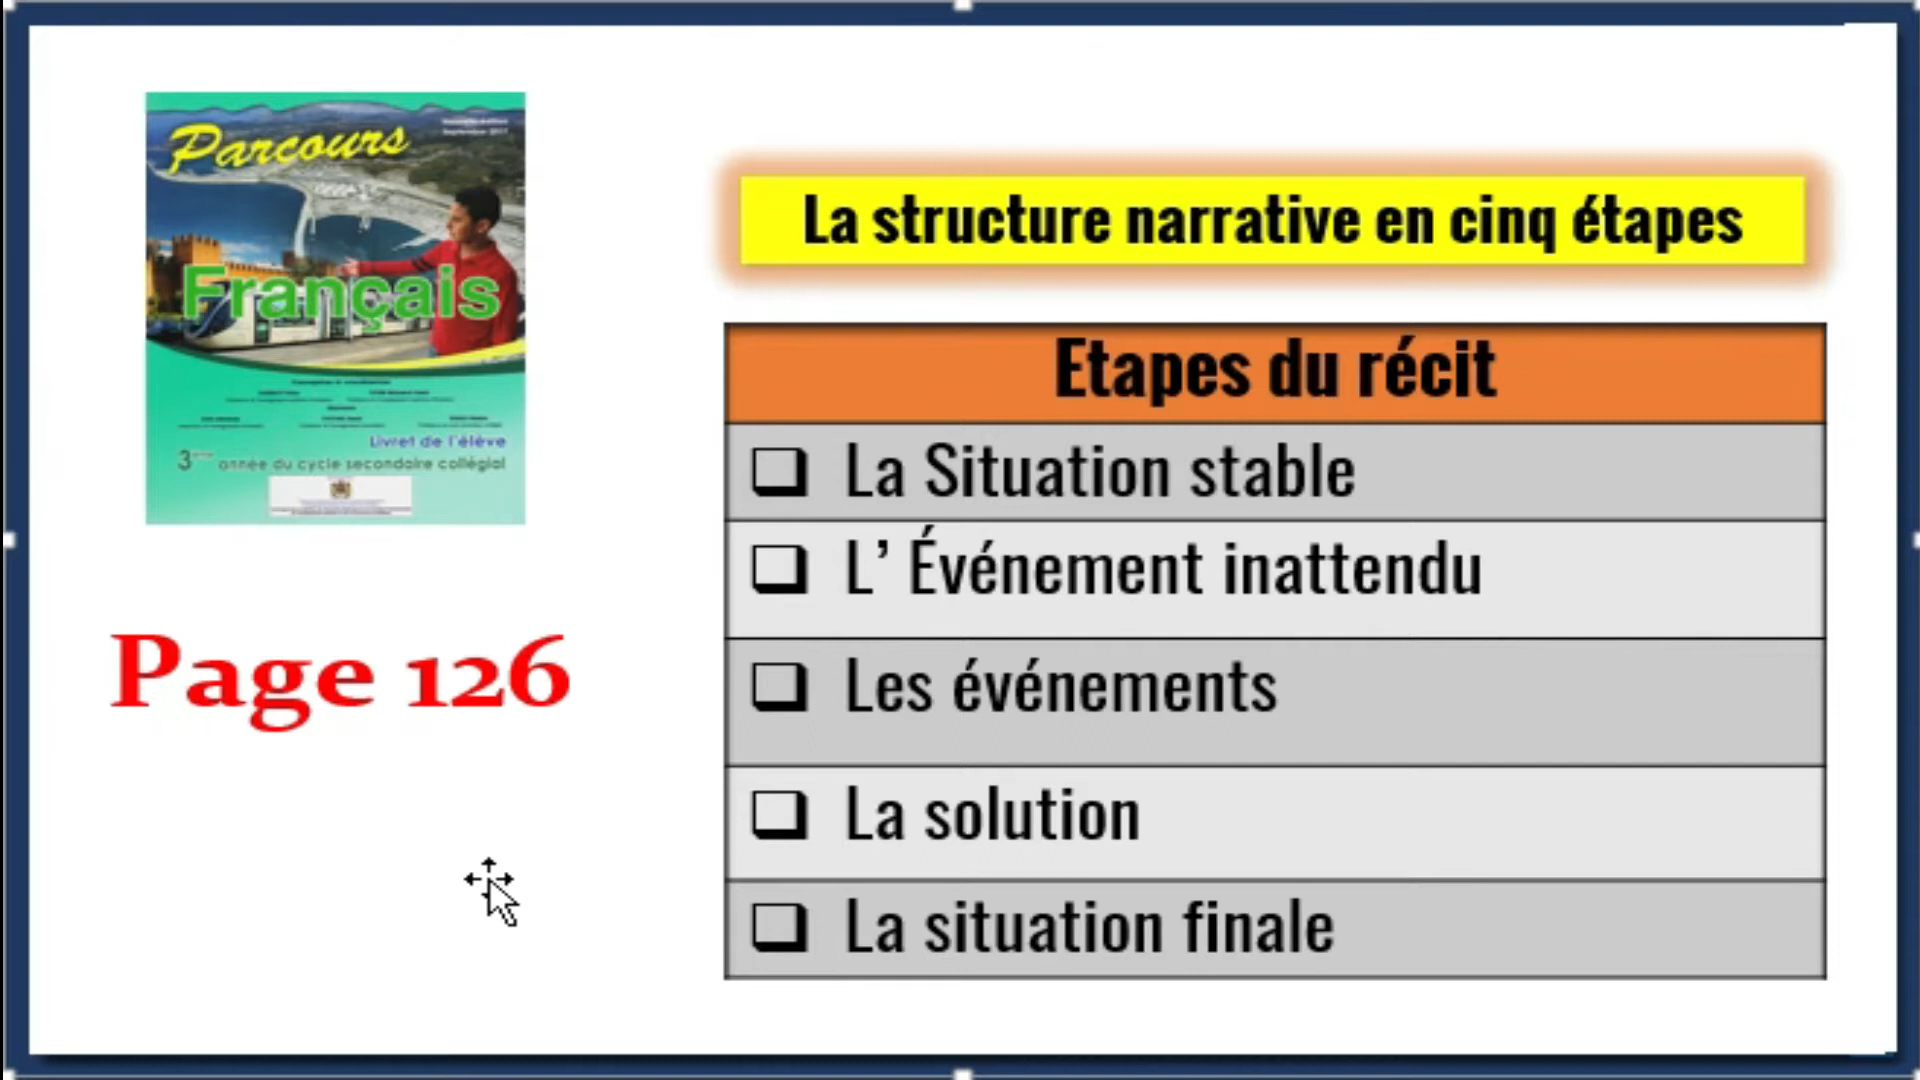 Parcours
Français
Livret de l'élève
3ème année du cycle secondaire collégial
Page 126
La structure narrative en cinq étapes
Etapes du récit
La Situation stable
L’ Événement inattendu
Les événements
La solution
La situation finale